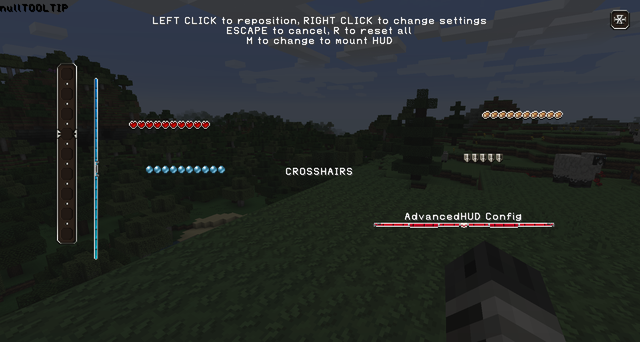 nullTOOLTIP
LEFT CLICK to reposition, RIGHT CLICK to change settings
ESCAPE to cancel, R to reset all
M to change to mount HUD
CROSSHAIRS
AdvancedHUD Config